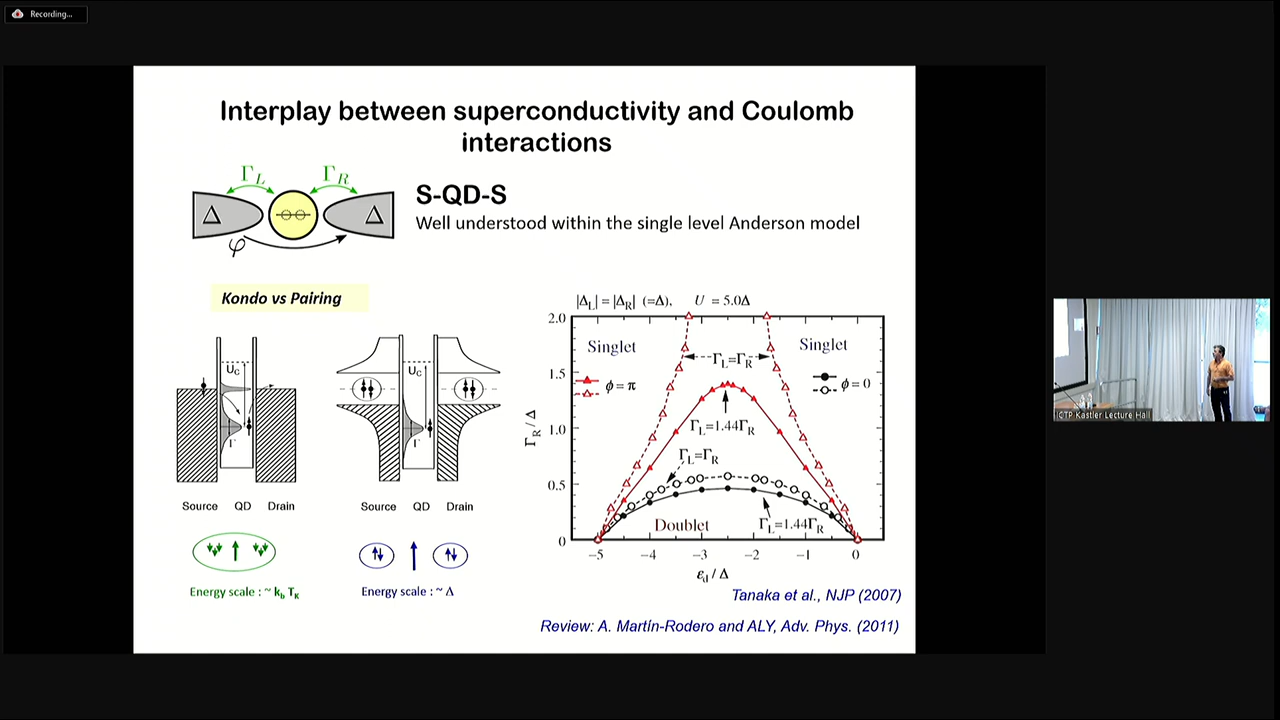 Recording...
Interplay between superconductivity and Coulomb
interactions
Γ_L Γ_R
Δ Δ
φ
S-QD-S
Well understood within the single level Anderson model
Kondo vs Pairing
U_C
Γ
Source QD Drain
Energy scale : ~ k_b T_K
U_C
Γ
Source QD Drain
Energy scale : ~ Δ
|Δ_L| = |Δ_R| (=Δ), U = 5.0Δ
2.0
1.5
1.0
0.5
0
Γ_R / Δ
Singlet Singlet
Γ_L=Γ_R
ϕ = π
ϕ = 0
Γ_L=1.44Γ_R
Γ_L=Γ_R
Doublet
Γ_L=1.44Γ_R
−5 −4 −3 −2 −1 0
ε_d / Δ
Tanaka et al., NJP (2007)
Review: A. Martín-Rodero and ALY, Adv. Phys. (2011)
ICTP Kastler Lecture Hall